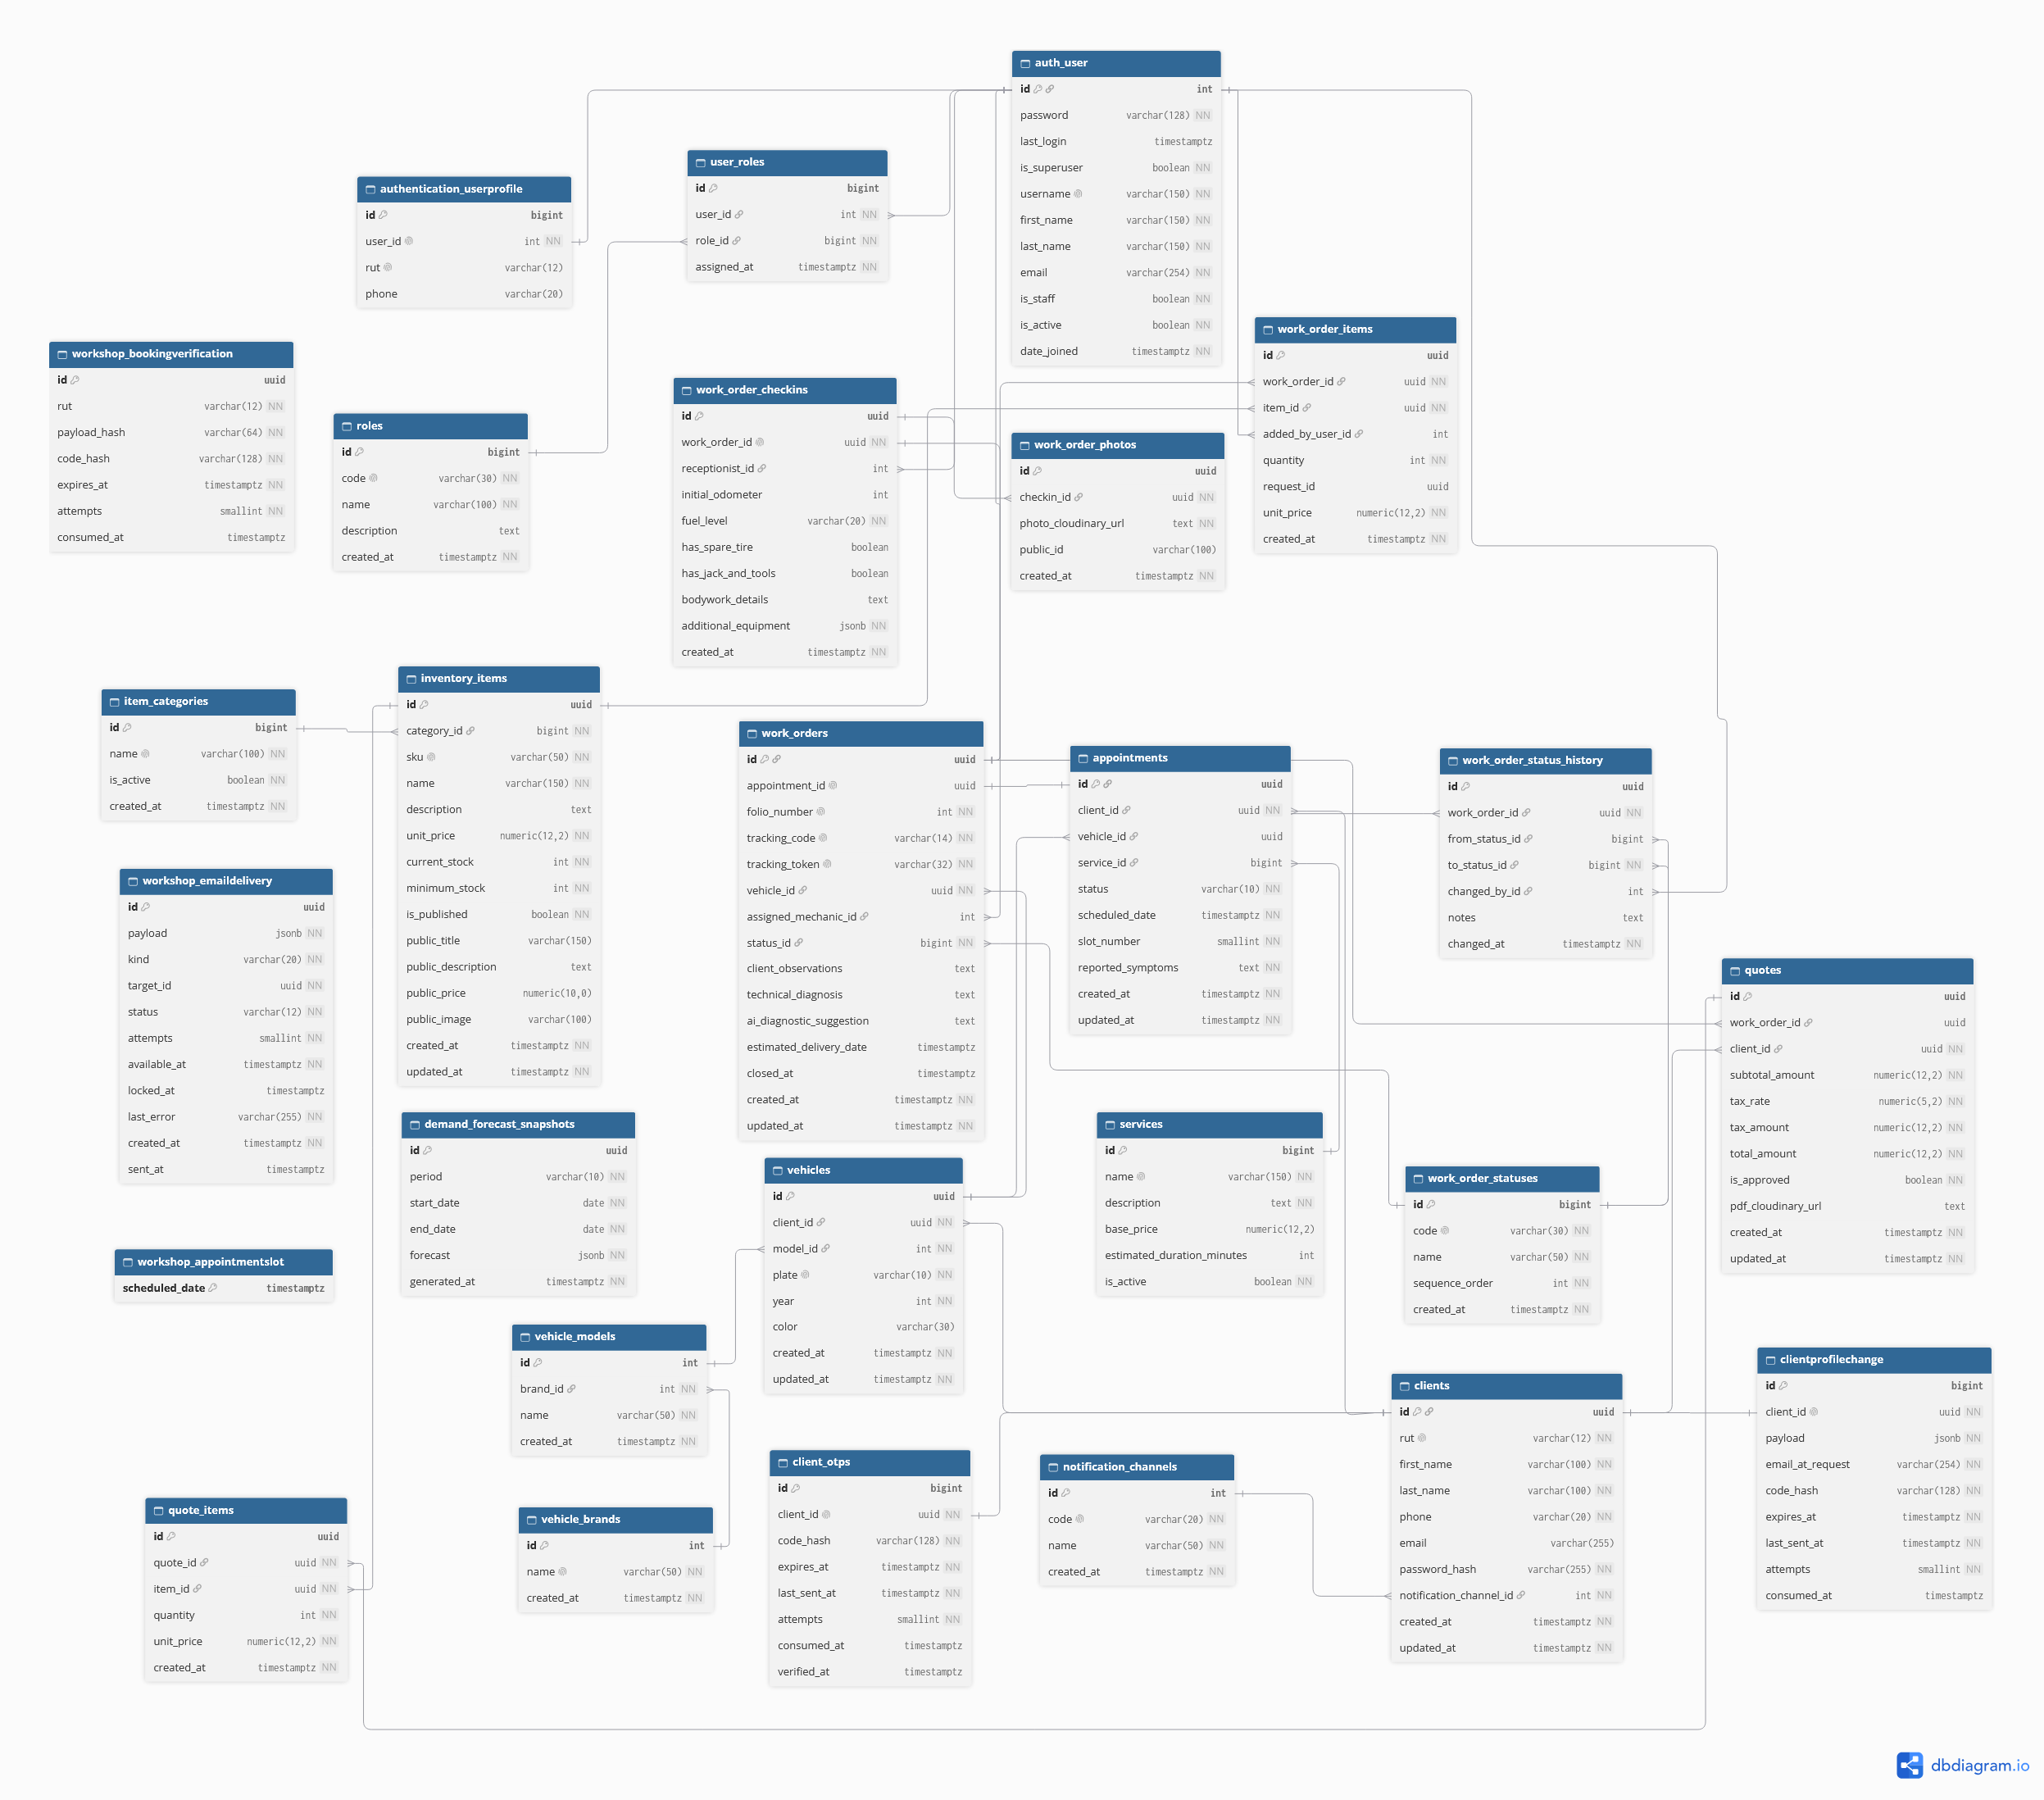 auth_user
id int
password varchar(128) NN
last_login timestamptz
is_superuser boolean NN
username varchar(150) NN
first_name varchar(150) NN
last_name varchar(150) NN
email varchar(254) NN
is_staff boolean NN
is_active boolean NN
date_joined timestamptz NN
user_roles
id bigint
user_id int NN
role_id bigint NN
assigned_at timestamptz NN
authentication_userprofile
id bigint
user_id int NN
rut varchar(12)
phone varchar(20)
work_order_items
id uuid
work_order_id uuid NN
item_id uuid NN
added_by_user_id int
quantity int NN
request_id uuid
unit_price numeric(12,2) NN
created_at timestamptz NN
workshop_bookingverification
id uuid
rut varchar(12) NN
payload_hash varchar(64) NN
code_hash varchar(128) NN
expires_at timestamptz NN
attempts smallint NN
consumed_at timestamptz
work_order_checkins
id uuid
work_order_id uuid NN
receptionist_id int
initial_odometer int
fuel_level varchar(20) NN
has_spare_tire boolean
has_jack_and_tools boolean
bodywork_details text
additional_equipment jsonb NN
created_at timestamptz NN
roles
id bigint
code varchar(30) NN
name varchar(100) NN
description text
created_at timestamptz NN
work_order_photos
id uuid
checkin_id uuid NN
photo_cloudinary_url text NN
public_id varchar(100)
created_at timestamptz NN
inventory_items
id uuid
category_id bigint NN
sku varchar(50) NN
name varchar(150) NN
description text
unit_price numeric(12,2) NN
current_stock int NN
minimum_stock int NN
is_published boolean NN
public_title varchar(150)
public_description text
public_price numeric(10,0)
public_image varchar(100)
created_at timestamptz NN
updated_at timestamptz NN
item_categories
id bigint
name varchar(100) NN
is_active boolean NN
created_at timestamptz NN
work_orders
id uuid
appointment_id uuid
folio_number int NN
tracking_code varchar(14) NN
tracking_token varchar(32) NN
vehicle_id uuid NN
assigned_mechanic_id int
status_id bigint NN
client_observations text
technical_diagnosis text
ai_diagnostic_suggestion text
estimated_delivery_date timestamptz
closed_at timestamptz
created_at timestamptz NN
updated_at timestamptz NN
appointments
id uuid
client_id uuid NN
vehicle_id uuid
service_id bigint
status varchar(10) NN
scheduled_date timestamptz NN
slot_number smallint NN
reported_symptoms text NN
created_at timestamptz NN
updated_at timestamptz NN
work_order_status_history
id uuid
work_order_id uuid NN
from_status_id bigint
to_status_id bigint NN
changed_by_id int
notes text
changed_at timestamptz NN
workshop_emaildelivery
id uuid
payload jsonb NN
kind varchar(20) NN
target_id uuid NN
status varchar(12) NN
attempts smallint NN
available_at timestamptz NN
locked_at timestamptz
last_error varchar(255) NN
created_at timestamptz NN
sent_at timestamptz
quotes
id uuid
work_order_id uuid
client_id uuid NN
subtotal_amount numeric(12,2) NN
tax_rate numeric(5,2) NN
tax_amount numeric(12,2) NN
total_amount numeric(12,2) NN
is_approved boolean NN
pdf_cloudinary_url text
created_at timestamptz NN
updated_at timestamptz NN
demand_forecast_snapshots
id uuid
period varchar(10) NN
start_date date NN
end_date date NN
forecast jsonb NN
generated_at timestamptz NN
services
id bigint
name varchar(150) NN
description text NN
base_price numeric(12,2)
estimated_duration_minutes int
is_active boolean NN
vehicles
id uuid
client_id uuid NN
model_id int NN
plate varchar(10) NN
year int NN
color varchar(30)
created_at timestamptz NN
updated_at timestamptz NN
work_order_statuses
id bigint
code varchar(30) NN
name varchar(50) NN
sequence_order int NN
created_at timestamptz NN
workshop_appointmentslot
scheduled_date timestamptz
vehicle_models
id int
brand_id int NN
name varchar(50) NN
created_at timestamptz NN
clientprofilechange
id bigint
client_id uuid NN
payload jsonb NN
email_at_request varchar(254) NN
code_hash varchar(128) NN
expires_at timestamptz NN
last_sent_at timestamptz NN
attempts smallint NN
consumed_at timestamptz
clients
id uuid
rut varchar(12) NN
first_name varchar(100) NN
last_name varchar(100) NN
phone varchar(20) NN
email varchar(255)
password_hash varchar(255) NN
notification_channel_id int NN
created_at timestamptz NN
updated_at timestamptz NN
client_otps
id bigint
client_id uuid NN
code_hash varchar(128) NN
expires_at timestamptz NN
last_sent_at timestamptz NN
attempts smallint NN
consumed_at timestamptz
verified_at timestamptz
notification_channels
id int
code varchar(20) NN
name varchar(50) NN
created_at timestamptz NN
quote_items
id uuid
quote_id uuid NN
item_id uuid NN
quantity int NN
unit_price numeric(12,2) NN
created_at timestamptz NN
vehicle_brands
id int
name varchar(50) NN
created_at timestamptz NN
dbdiagram.io